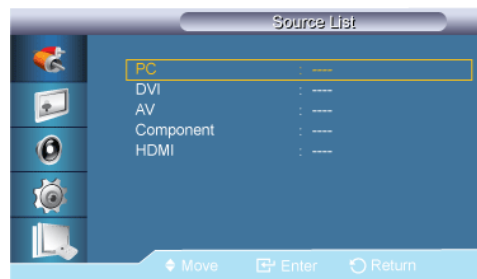 Source List
PC : ----
DVI : ----
AV : ----
Component : ----
HDMI : ----
Move Enter Return